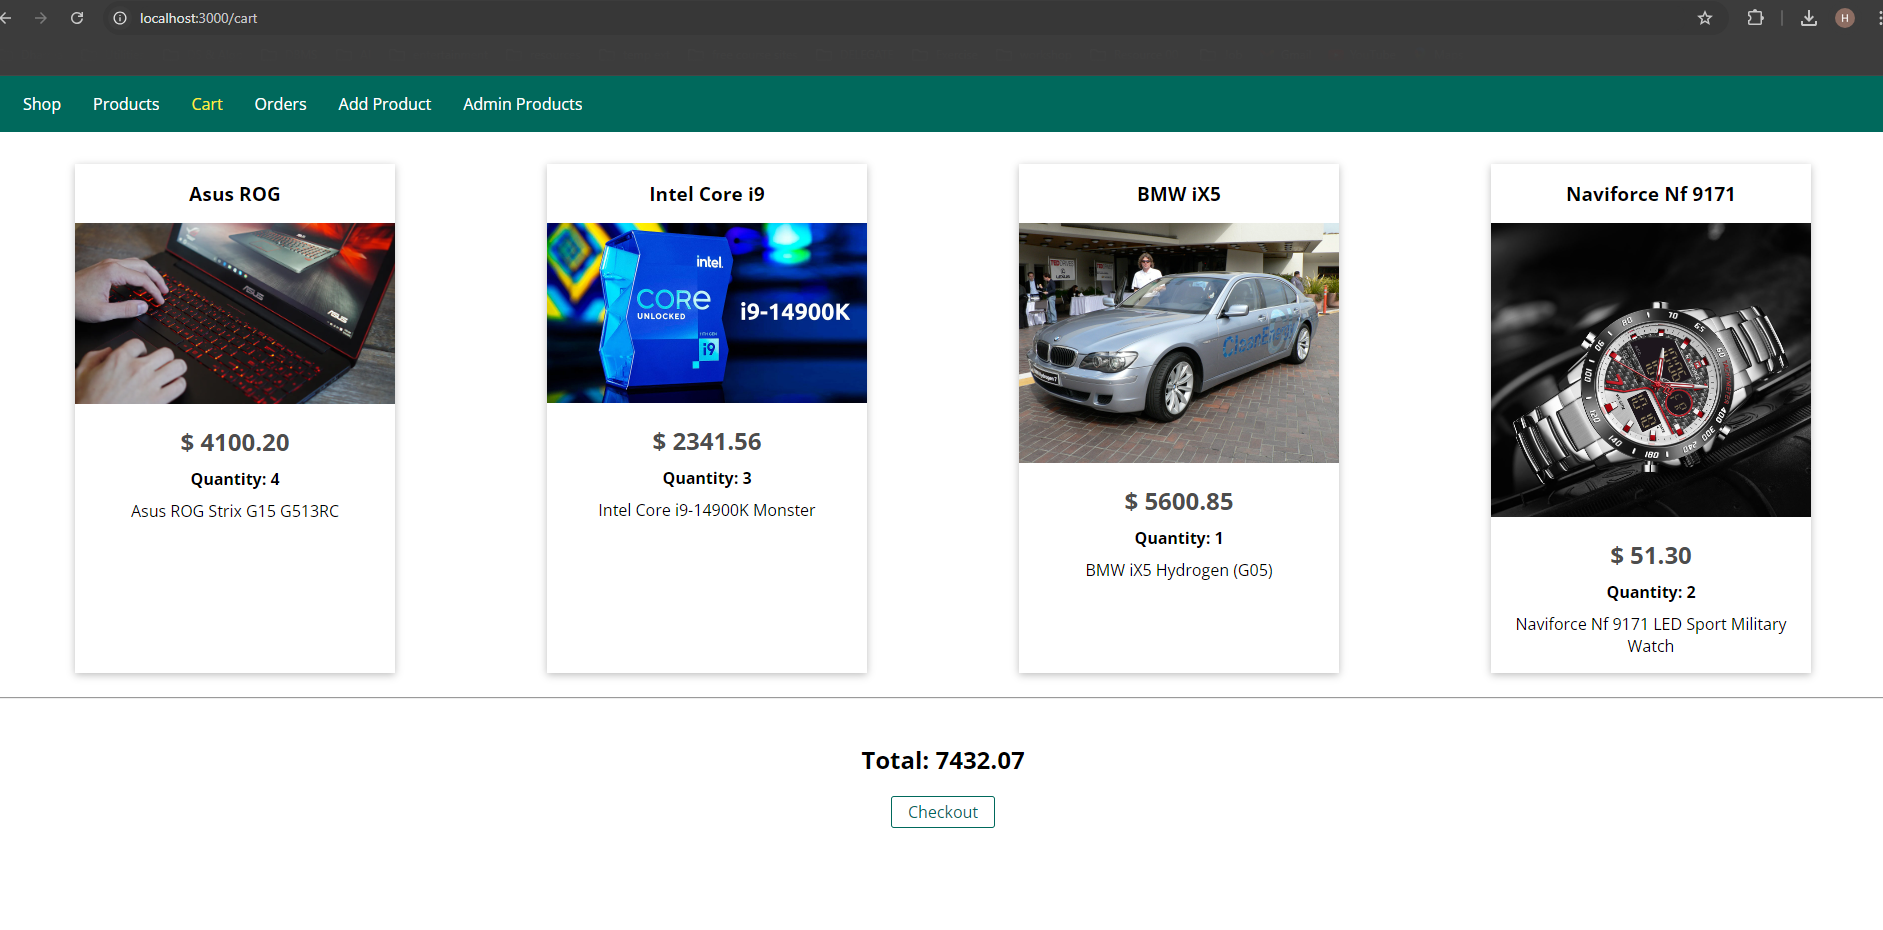 localhost:3000/cart
H
Shop Products Cart Orders Add Product Admin Products
Asus ROG
ASUS
ASUS
$ 4100.20
Quantity: 4
Asus ROG Strix G15 G513RC
Intel Core i9
intel.
CORE
UNLOCKED
i9-14900K
i9
$ 2341.56
Quantity: 3
Intel Core i9-14900K Monster
BMW iX5
CleanEnergy
$ 5600.85
Quantity: 1
BMW iX5 Hydrogen (G05)
Naviforce Nf 9171
$ 51.30
Quantity: 2
Naviforce Nf 9171 LED Sport Military
Watch
Total: 7432.07
Checkout